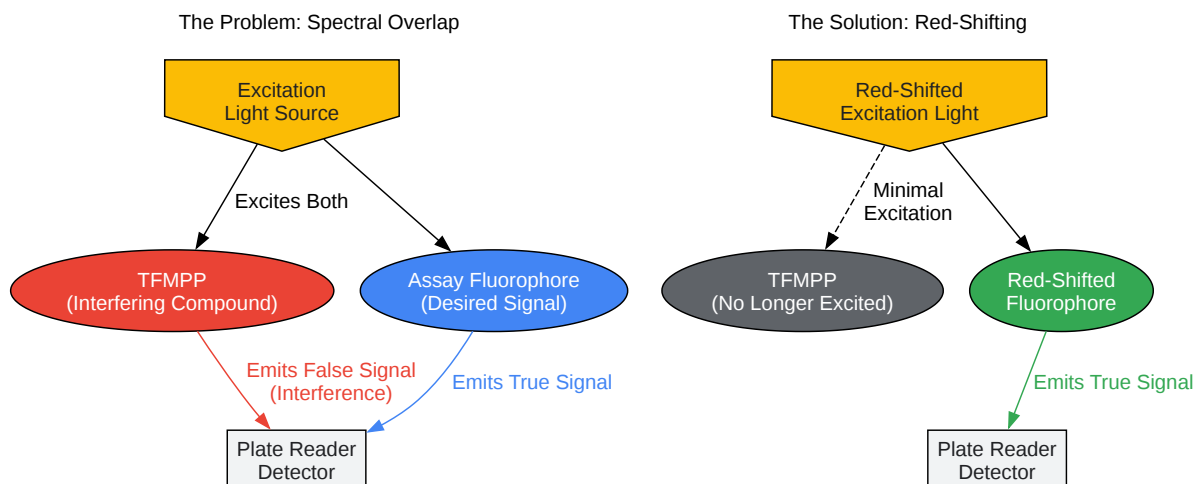 The Problem: Spectral Overlap
Excitation
Light Source
Excites Both
TFMPP
(Interfering Compound)
Assay Fluorophore
(Desired Signal)
Emits False Signal
(Interference)
Emits True Signal
Plate Reader
Detector
The Solution: Red-Shifting
Red-Shifted
Excitation Light
Minimal
Excitation
TFMPP
(No Longer Excited)
Red-Shifted
Fluorophore
Emits True Signal
Plate Reader
Detector